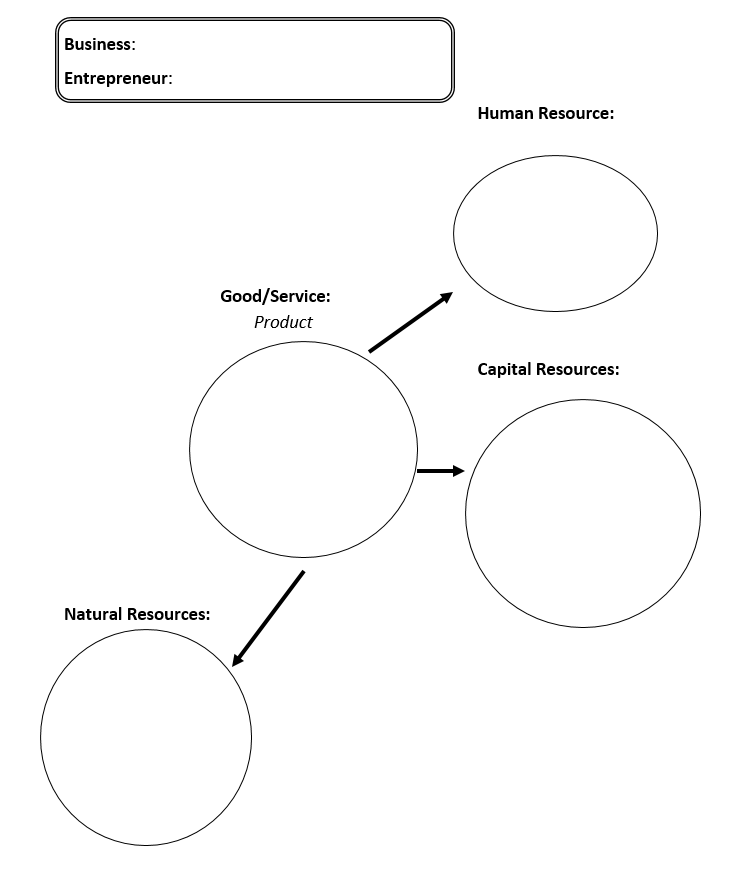 Business:
Entrepreneur:
Human Resource:
Good/Service:
Product
Capital Resources:
Natural Resources: